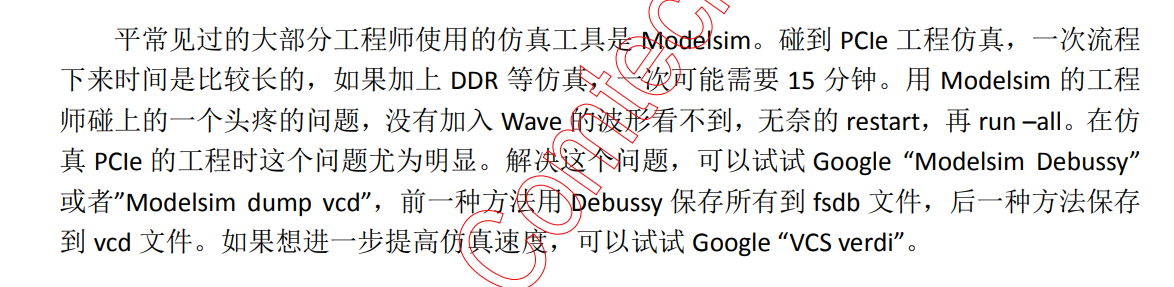 平常见过的大部分工程师使用的仿真工具是 Modelsim。碰到 PCIe 工程仿真，一次流程
下来时间是比较长的，如果加上 DDR 等仿真，一次可能需要 15 分钟。用 Modelsim 的工程
师碰上的一个头疼的问题，没有加入 Wave 的波形看不到，无奈的 restart，再 run –all。在仿
真 PCIe 的工程时这个问题尤为明显。解决这个问题，可以试试 Google “Modelsim Debussy”
或者”Modelsim dump vcd”，前一种方法用 Debussy 保存所有到 fsdb 文件，后一种方法保存
到 vcd 文件。如果想进一步提高仿真速度，可以试试 Google “VCS verdi”。
Comtec